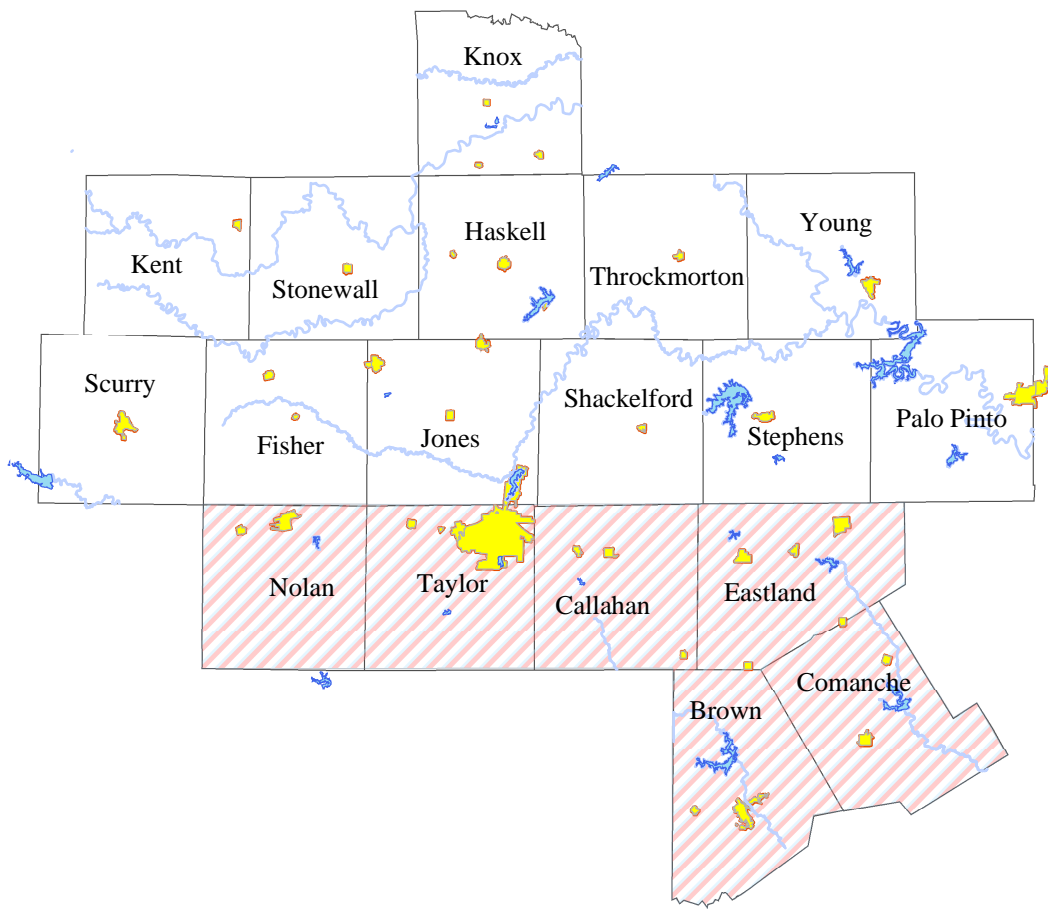 Knox
Haskell
Young
Kent
Throckmorton
Stonewall
Scurry
Shackelford
Palo Pinto
Fisher
Jones
Stephens
Nolan
Taylor
Callahan
Eastland
Comanche
Brown